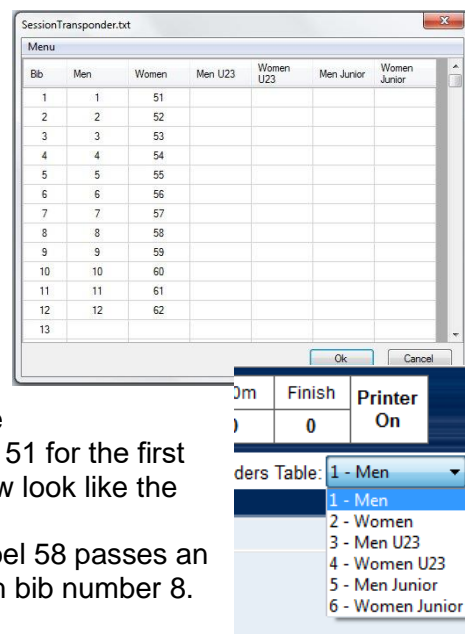 SessionTransponder.txt
Menu
Bib Men Women Men U23 Women U23 Men Junior Women Junior
1 1 51
2 2 52
3 3 53
4 4 54
5 5 55
6 6 56
7 7 57
8 8 58
9 9 59
10 10 60
11 11 61
12 12 62
13
Ok Cancel
0m Finish Printer On
0
51 for the first
look like the
58 passes an
bib number 8.
Table: 1 - Men
1 - Men
2 - Women
3 - Men U23
4 - Women U23
5 - Men Junior
6 - Women Junior